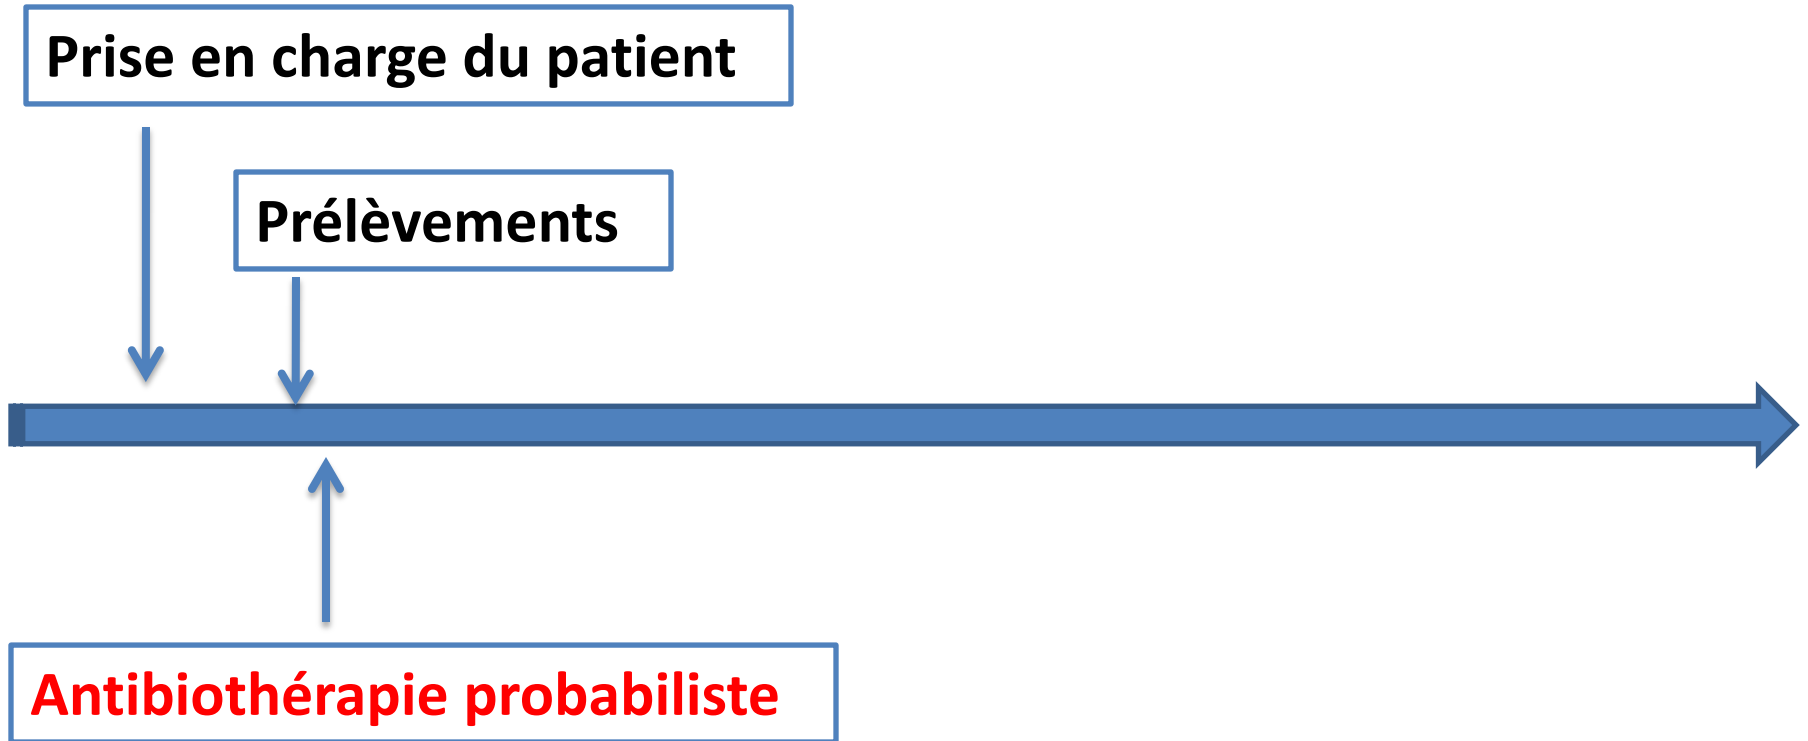 Prise en charge du patient
Prélèvements
Antibiothérapie probabiliste